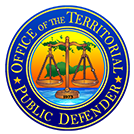 OFFICE OF THE TERRITORIAL
PUBLIC DEFENDER